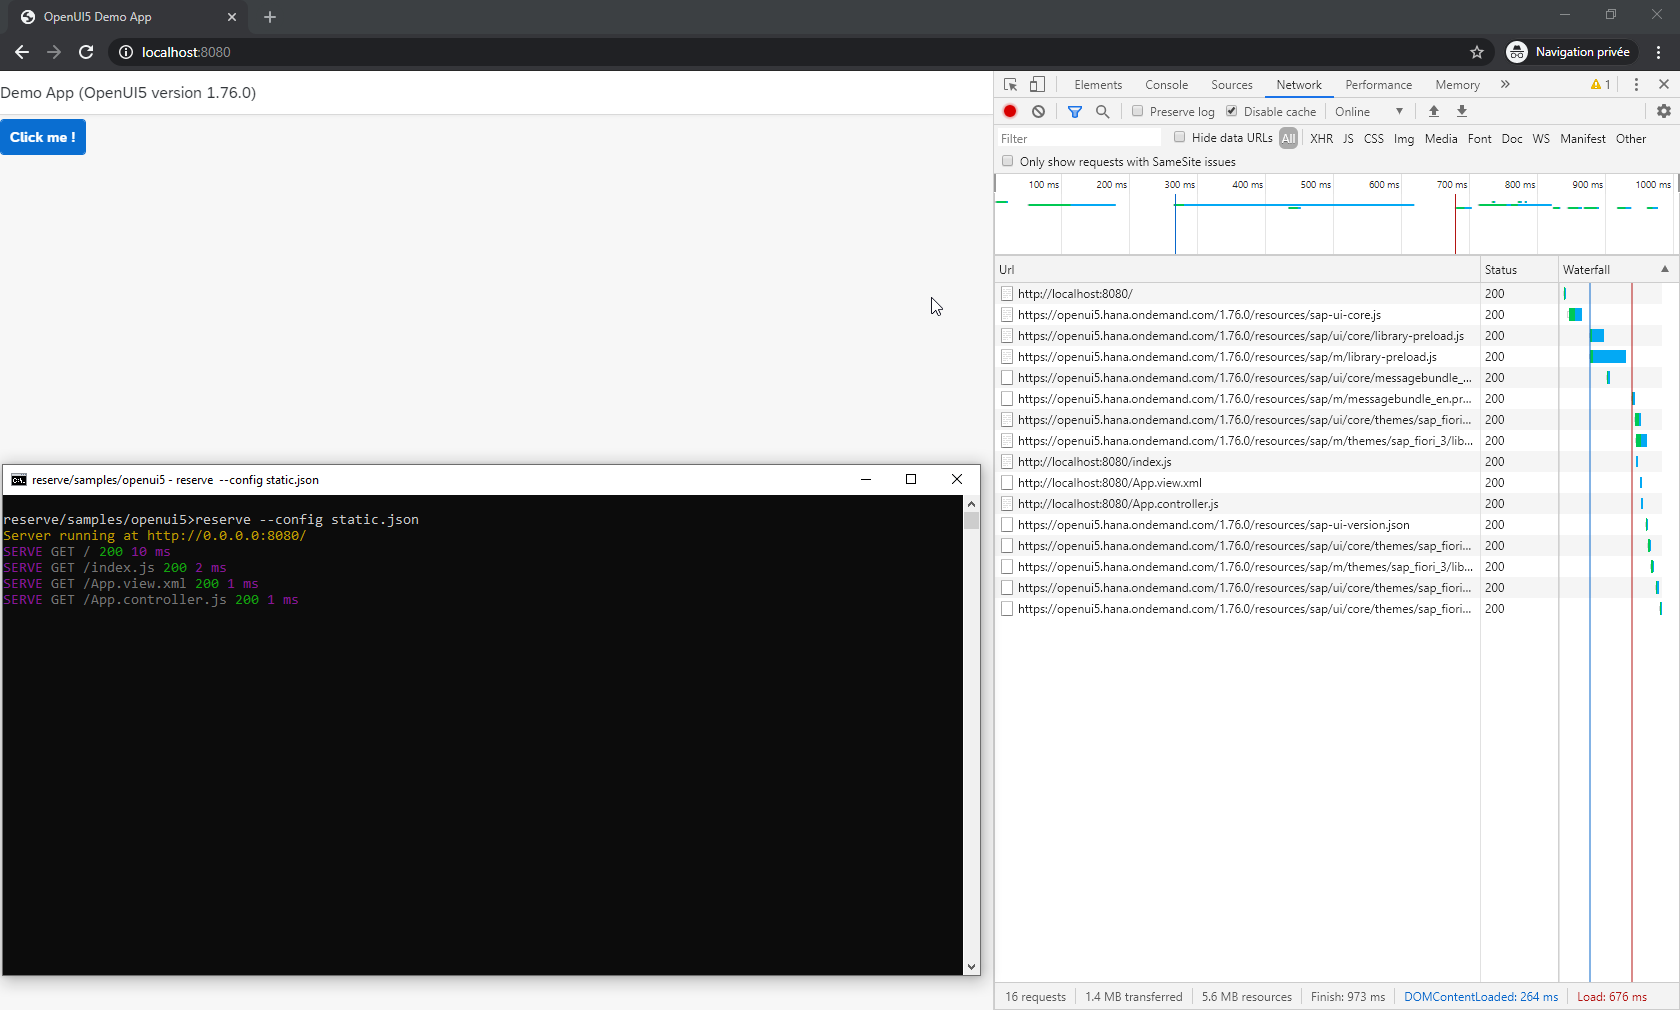 OpenUI5 Demo App
localhost:8080
Navigation privée
Demo App (OpenUI5 version 1.76.0)
Click me !
Elements Console Sources Network Performance Memory » 1
Preserve log Disable cache Online
Filter Hide data URLs All XHR JS CSS Img Media Font Doc WS Manifest Other
Only show requests with SameSite issues
100 ms 200 ms 300 ms 400 ms 500 ms 600 ms 700 ms 800 ms 900 ms 1000 ms
Url Status Waterfall
http://localhost:8080/ 200
https://openui5.hana.ondemand.com/1.76.0/resources/sap-ui-core.js 200
https://openui5.hana.ondemand.com/1.76.0/resources/sap/ui/core/library-preload.js 200
https://openui5.hana.ondemand.com/1.76.0/resources/sap/m/library-preload.js 200
https://openui5.hana.ondemand.com/1.76.0/resources/sap/ui/core/messagebundle_... 200
https://openui5.hana.ondemand.com/1.76.0/resources/sap/m/messagebundle_en.pr... 200
https://openui5.hana.ondemand.com/1.76.0/resources/sap/ui/core/themes/sap_fiori... 200
https://openui5.hana.ondemand.com/1.76.0/resources/sap/m/themes/sap_fiori_3/lib... 200
http://localhost:8080/index.js 200
http://localhost:8080/App.view.xml 200
http://localhost:8080/App.controller.js 200
https://openui5.hana.ondemand.com/1.76.0/resources/sap-ui-version.json 200
https://openui5.hana.ondemand.com/1.76.0/resources/sap/ui/core/themes/sap_fiori... 200
https://openui5.hana.ondemand.com/1.76.0/resources/sap/m/themes/sap_fiori_3/lib... 200
https://openui5.hana.ondemand.com/1.76.0/resources/sap/ui/core/themes/sap_fiori... 200
https://openui5.hana.ondemand.com/1.76.0/resources/sap/ui/core/themes/sap_fiori... 200
16 requests 1.4 MB transferred 5.6 MB resources Finish: 973 ms DOMContentLoaded: 264 ms Load: 676 ms
reserve/samples/openui5 - reserve --config static.json
reserve/samples/openui5>reserve --config static.json
Server running at http://0.0.0.0:8080/
SERVE GET / 200 10 ms
SERVE GET /index.js 200 2 ms
SERVE GET /App.view.xml 200 1 ms
SERVE GET /App.controller.js 200 1 ms